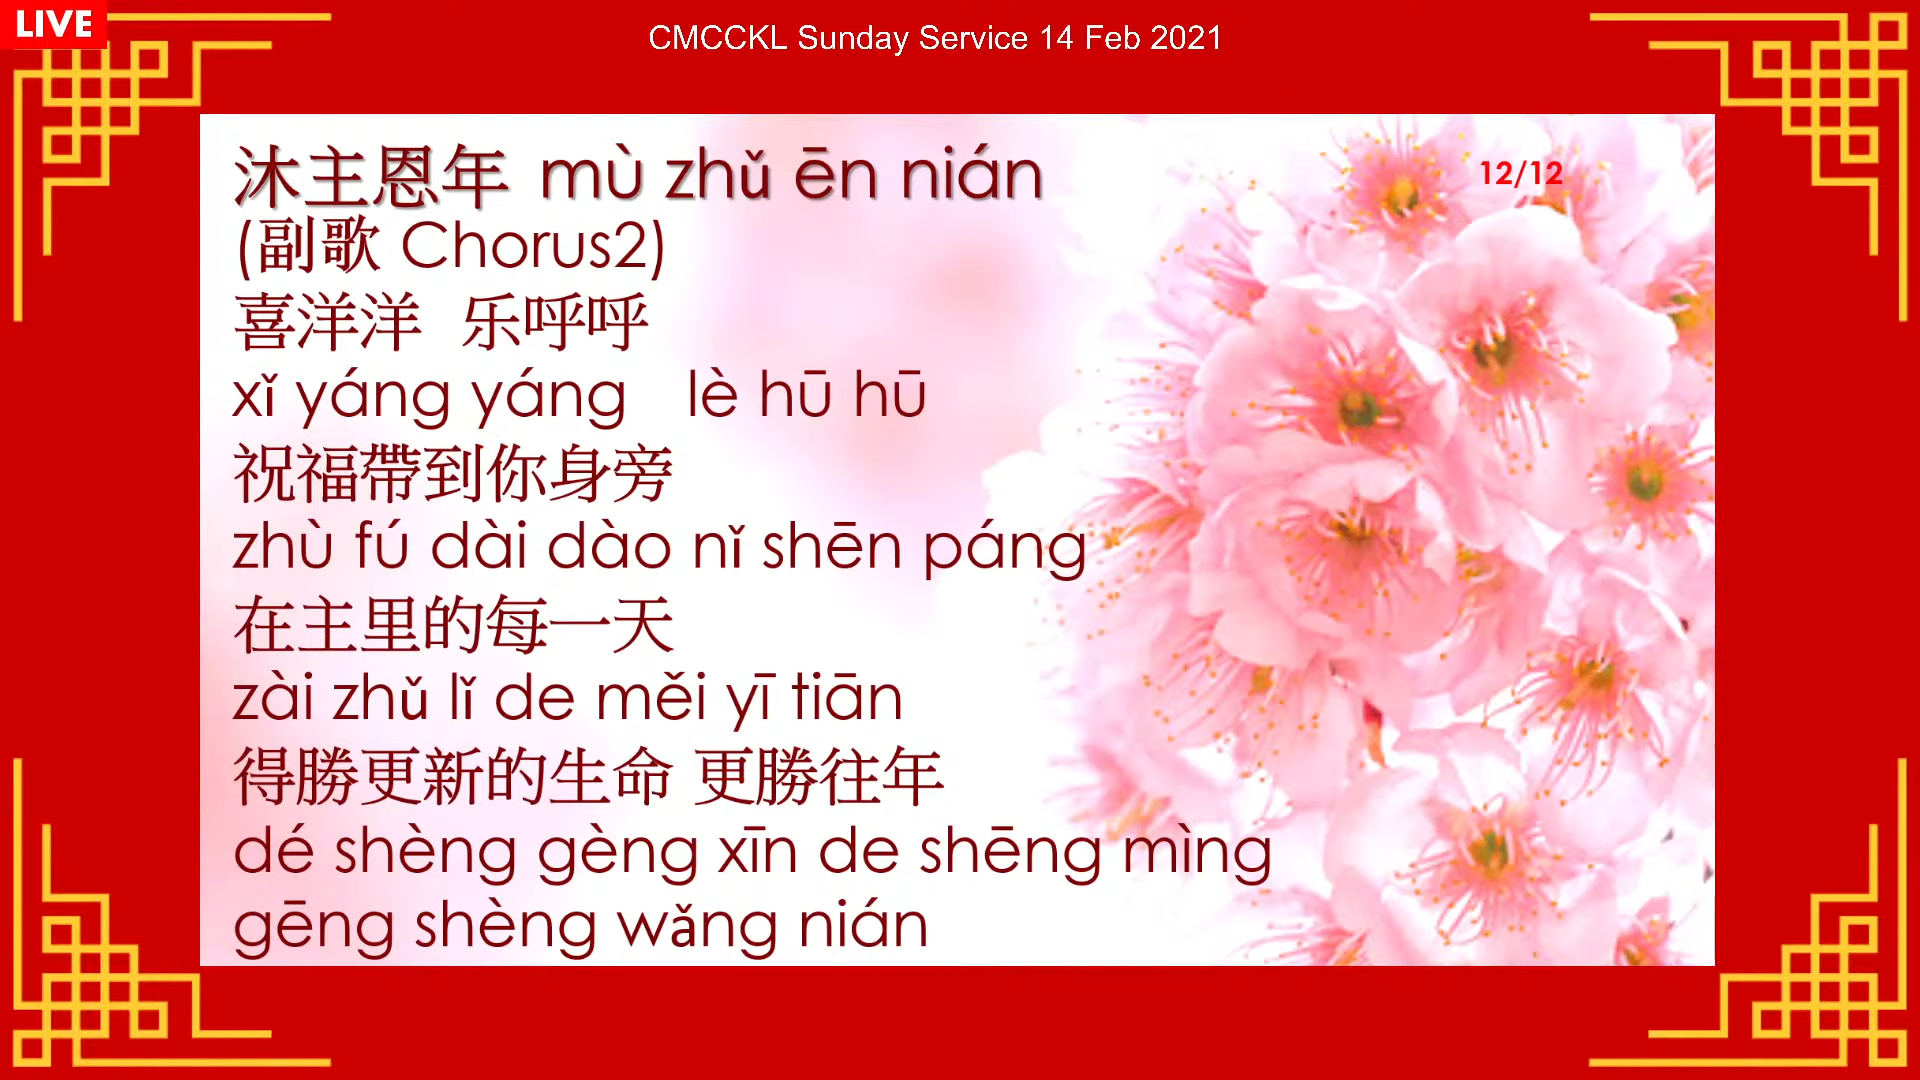 LIVE
CMCCKL Sunday Service 14 Feb 2021
沐主恩年 mù zhǔ ēn nián
12/12
(副歌 Chorus2)
喜洋洋 乐呼呼
xǐ yáng yáng lè hū hū
祝福帶到你身旁
zhù fú dài dào nǐ shēn páng
在主里的每一天
zài zhǔ lǐ de měi yī tiān
得勝更新的生命 更勝往年
dé shèng gèng xīn de shēng mìng
gēng shèng wǎng nián